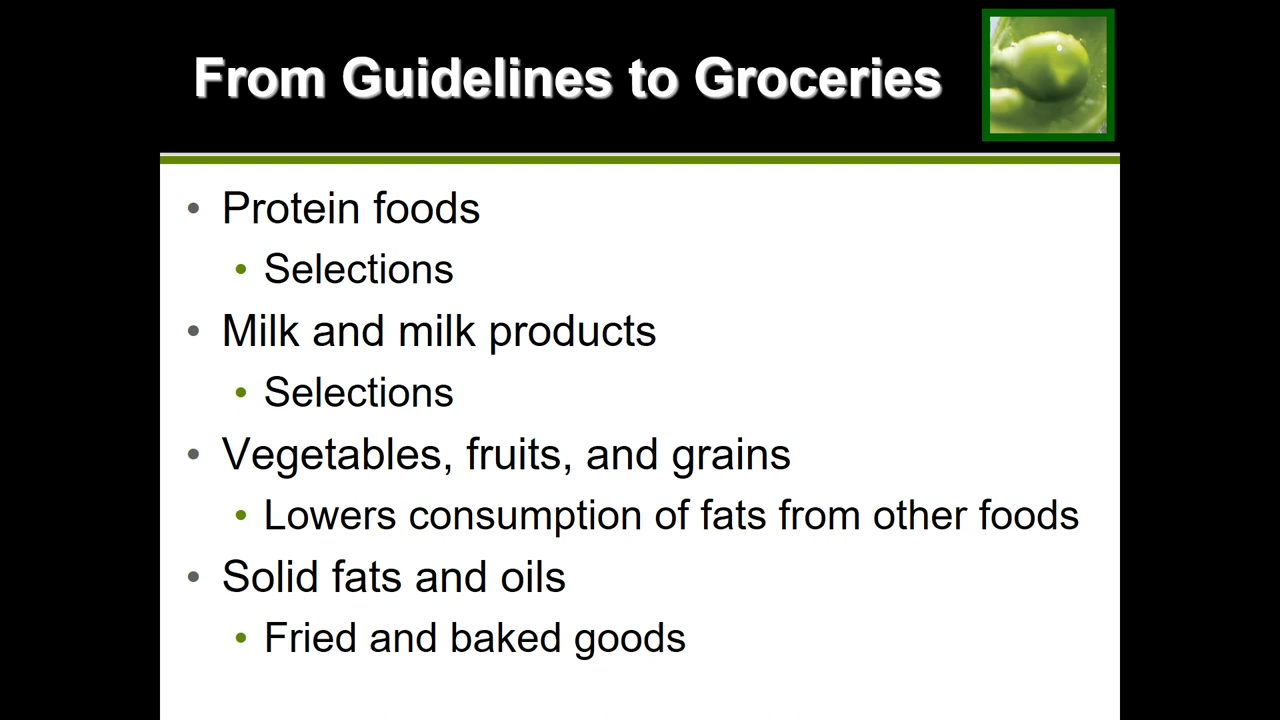 From Guidelines to Groceries
• Protein foods
• Selections
• Milk and milk products
• Selections
• Vegetables, fruits, and grains
• Lowers consumption of fats from other foods
• Solid fats and oils
• Fried and baked goods